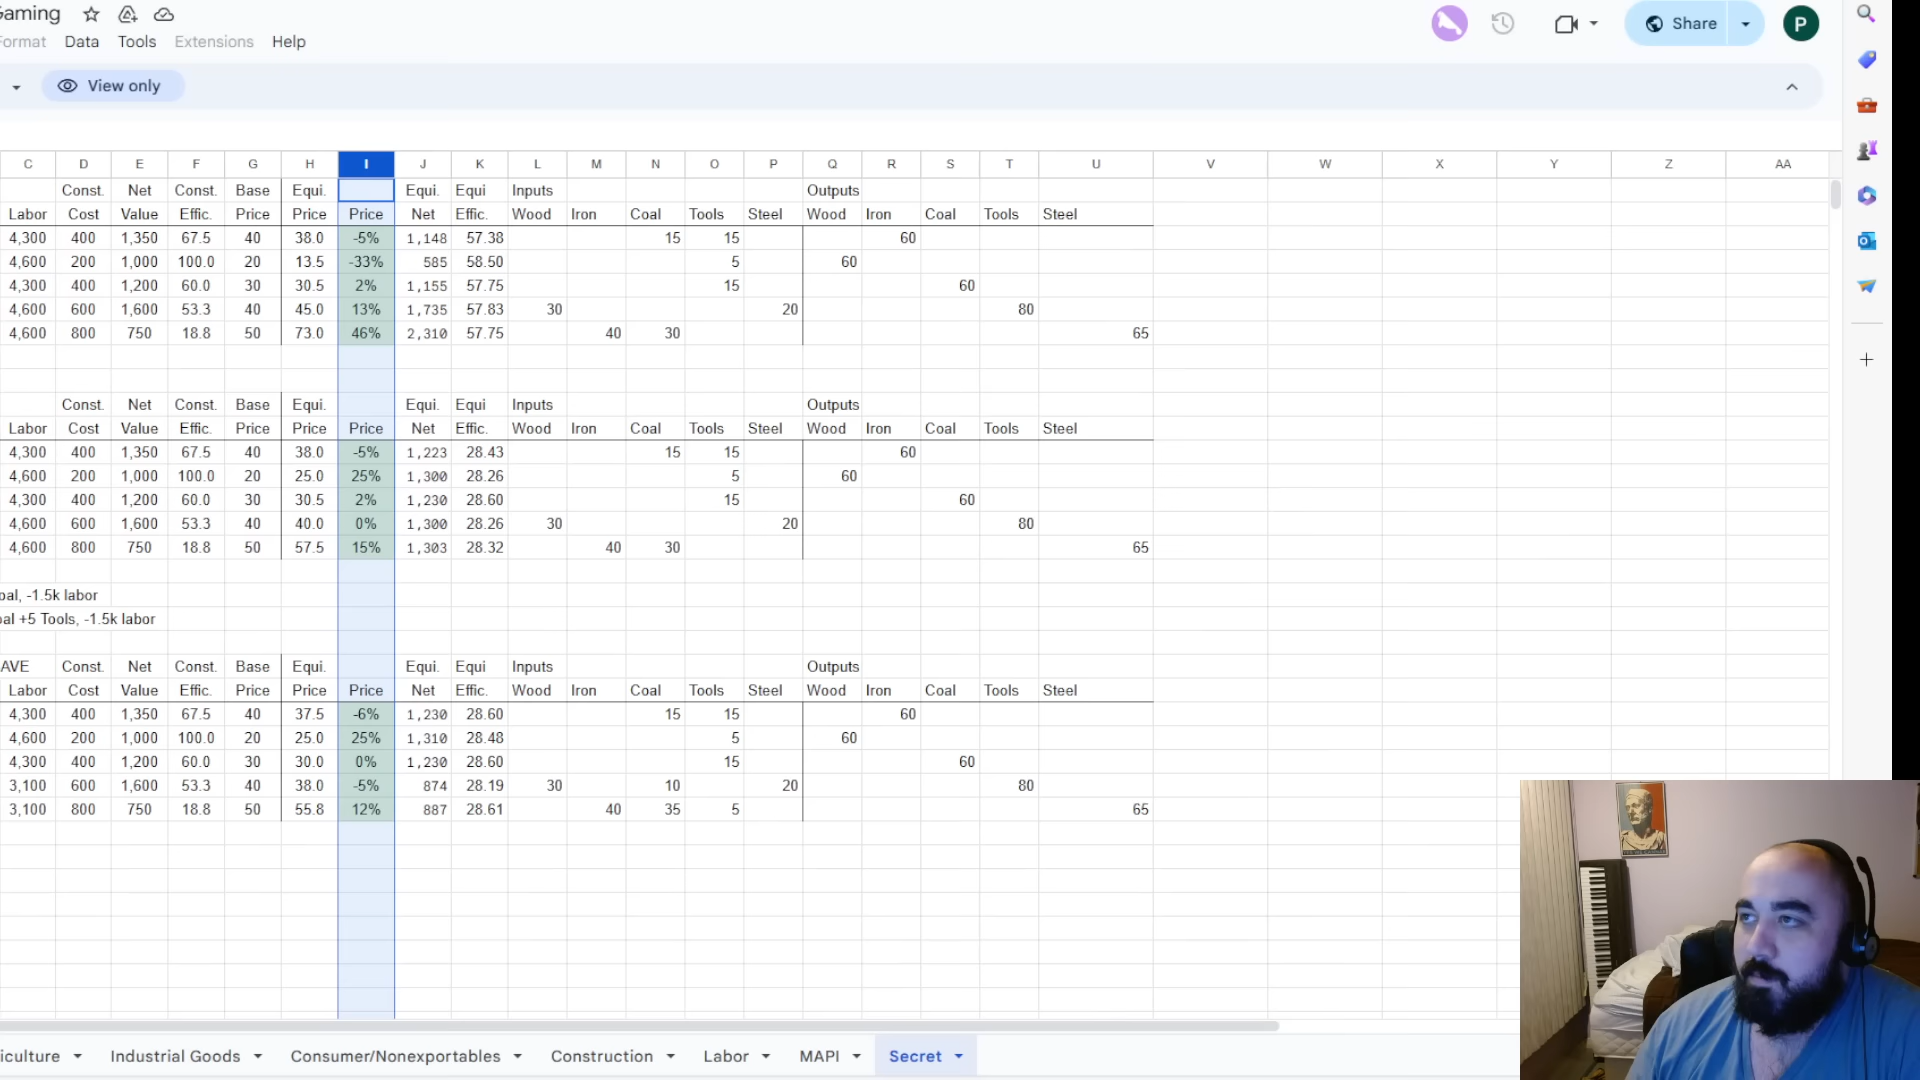 Gaming
Format Data Tools Extensions Help
Share
P
View only
C D E F G H I J K L M N O P Q R S T U V W X Y Z AA
Const. Net Const. Base Equi. Equi. Equi Inputs Outputs
Labor Cost Value Effic. Price Price Price Net Effic. Wood Iron Coal Tools Steel Wood Iron Coal Tools Steel
4,300 400 1,350 67.5 40 38.0 -5% 1,148 57.38 15 15 60
4,600 200 1,000 100.0 20 13.5 -33% 585 58.50 5 60
4,300 400 1,200 60.0 30 30.5 2% 1,155 57.75 15 60
4,600 600 1,600 53.3 40 45.0 13% 1,735 57.83 30 20 80
4,600 800 750 18.8 50 73.0 46% 2,310 57.75 40 30 65
Const. Net Const. Base Equi. Equi. Equi Inputs Outputs
Labor Cost Value Effic. Price Price Price Net Effic. Wood Iron Coal Tools Steel Wood Iron Coal Tools Steel
4,300 400 1,350 67.5 40 38.0 -5% 1,223 28.43 15 15 60
4,600 200 1,000 100.0 20 25.0 25% 1,300 28.26 5 60
4,300 400 1,200 60.0 30 30.5 2% 1,230 28.60 15 60
4,600 600 1,600 53.3 40 40.0 0% 1,300 28.26 30 20 80
4,600 800 750 18.8 50 57.5 15% 1,303 28.32 40 30 65
oal, -1.5k labor
oal +5 Tools, -1.5k labor
AVE Const. Net Const. Base Equi. Equi. Equi Inputs Outputs
Labor Cost Value Effic. Price Price Price Net Effic. Wood Iron Coal Tools Steel Wood Iron Coal Tools Steel
4,300 400 1,350 67.5 40 37.5 -6% 1,230 28.60 15 15 60
4,600 200 1,000 100.0 20 25.0 25% 1,310 28.48 5 60
4,300 400 1,200 60.0 30 30.0 0% 1,230 28.60 15 60
3,100 600 1,600 53.3 40 38.0 -5% 874 28.19 30 10 20 80
3,100 800 750 18.8 50 55.8 12% 887 28.61 40 35 5 65
iculture Industrial Goods Consumer/Nonexportables Construction Labor MAPI Secret